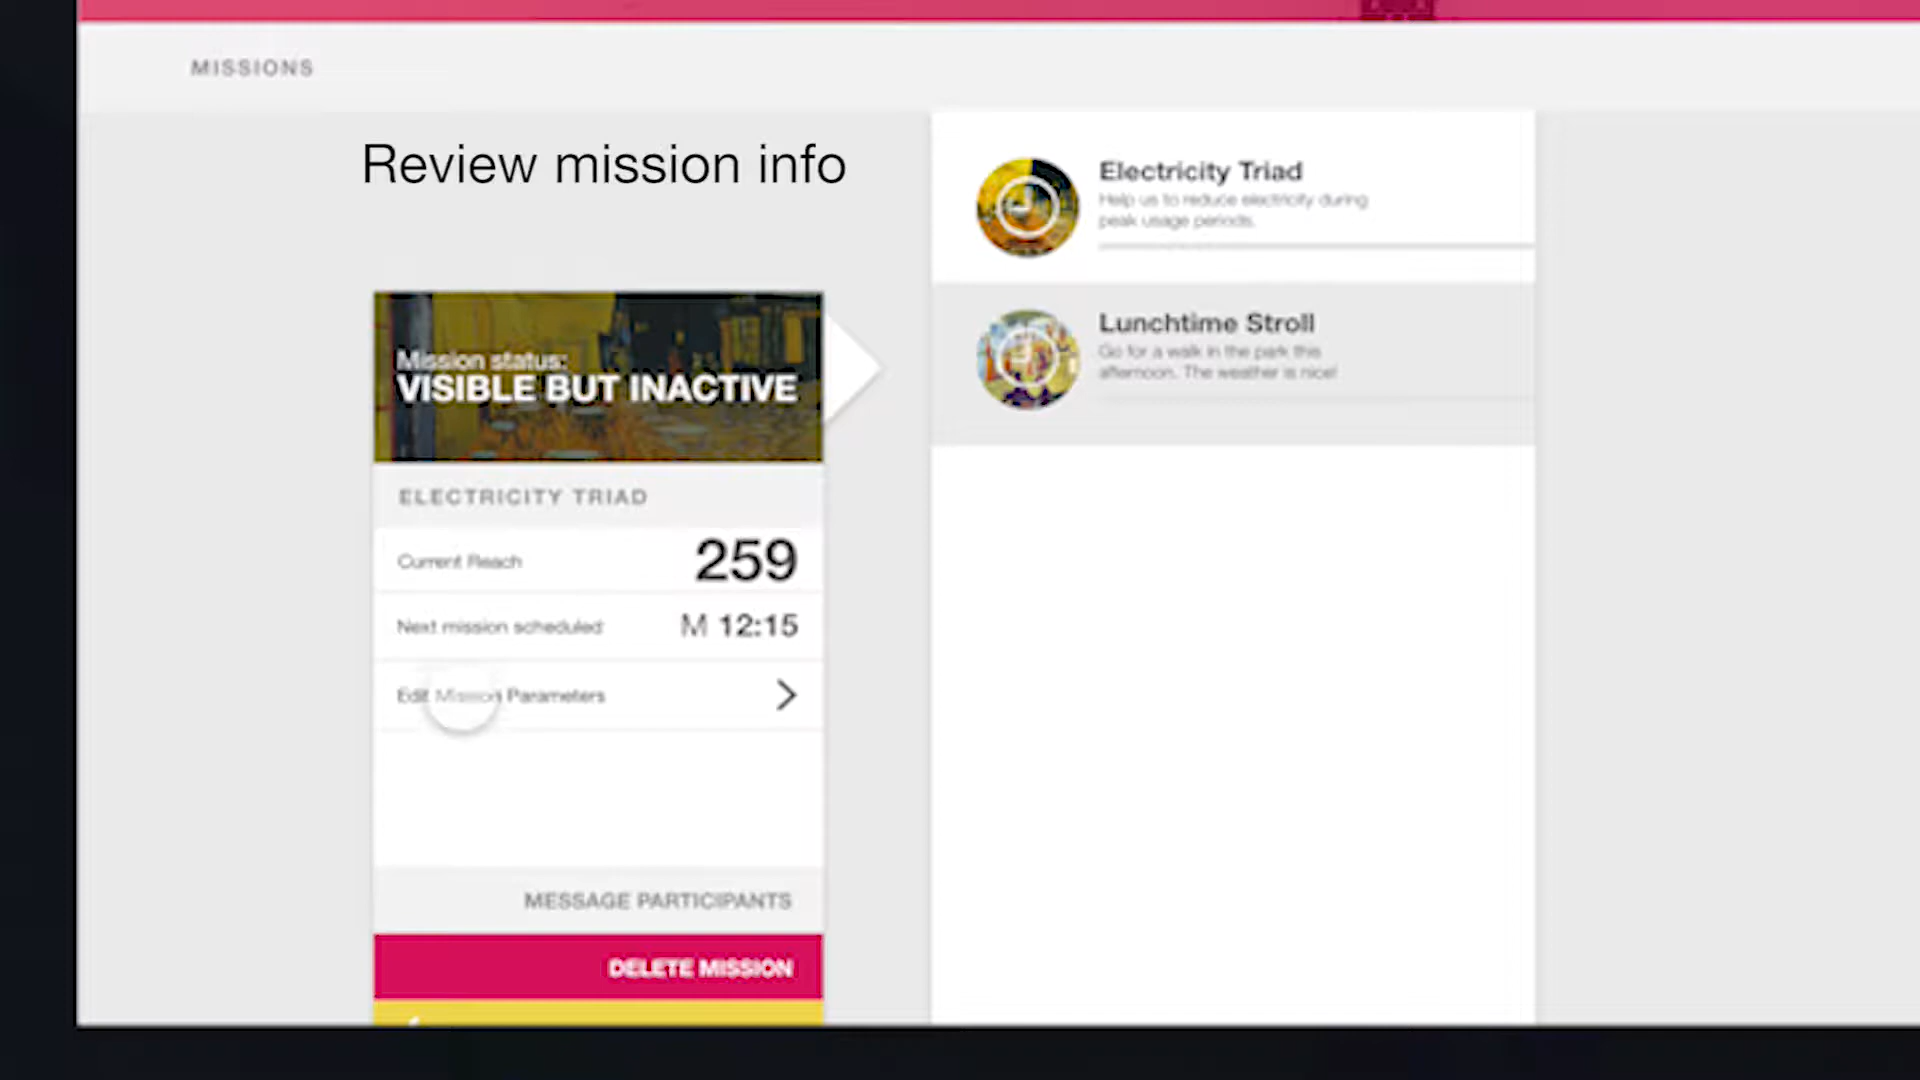 MISSIONS
Review mission info
Mission status:
VISIBLE BUT INACTIVE
ELECTRICITY TRIAD
Current Reach
259
Next mission scheduled:
M 12:15
Edit Mission Parameters
MESSAGE PARTICIPANTS
DELETE MISSION
Electricity Triad
Help us to reduce electricity during
peak usage periods.
Lunchtime Stroll
Go for a walk in the park this
afternoon. The weather is nice!